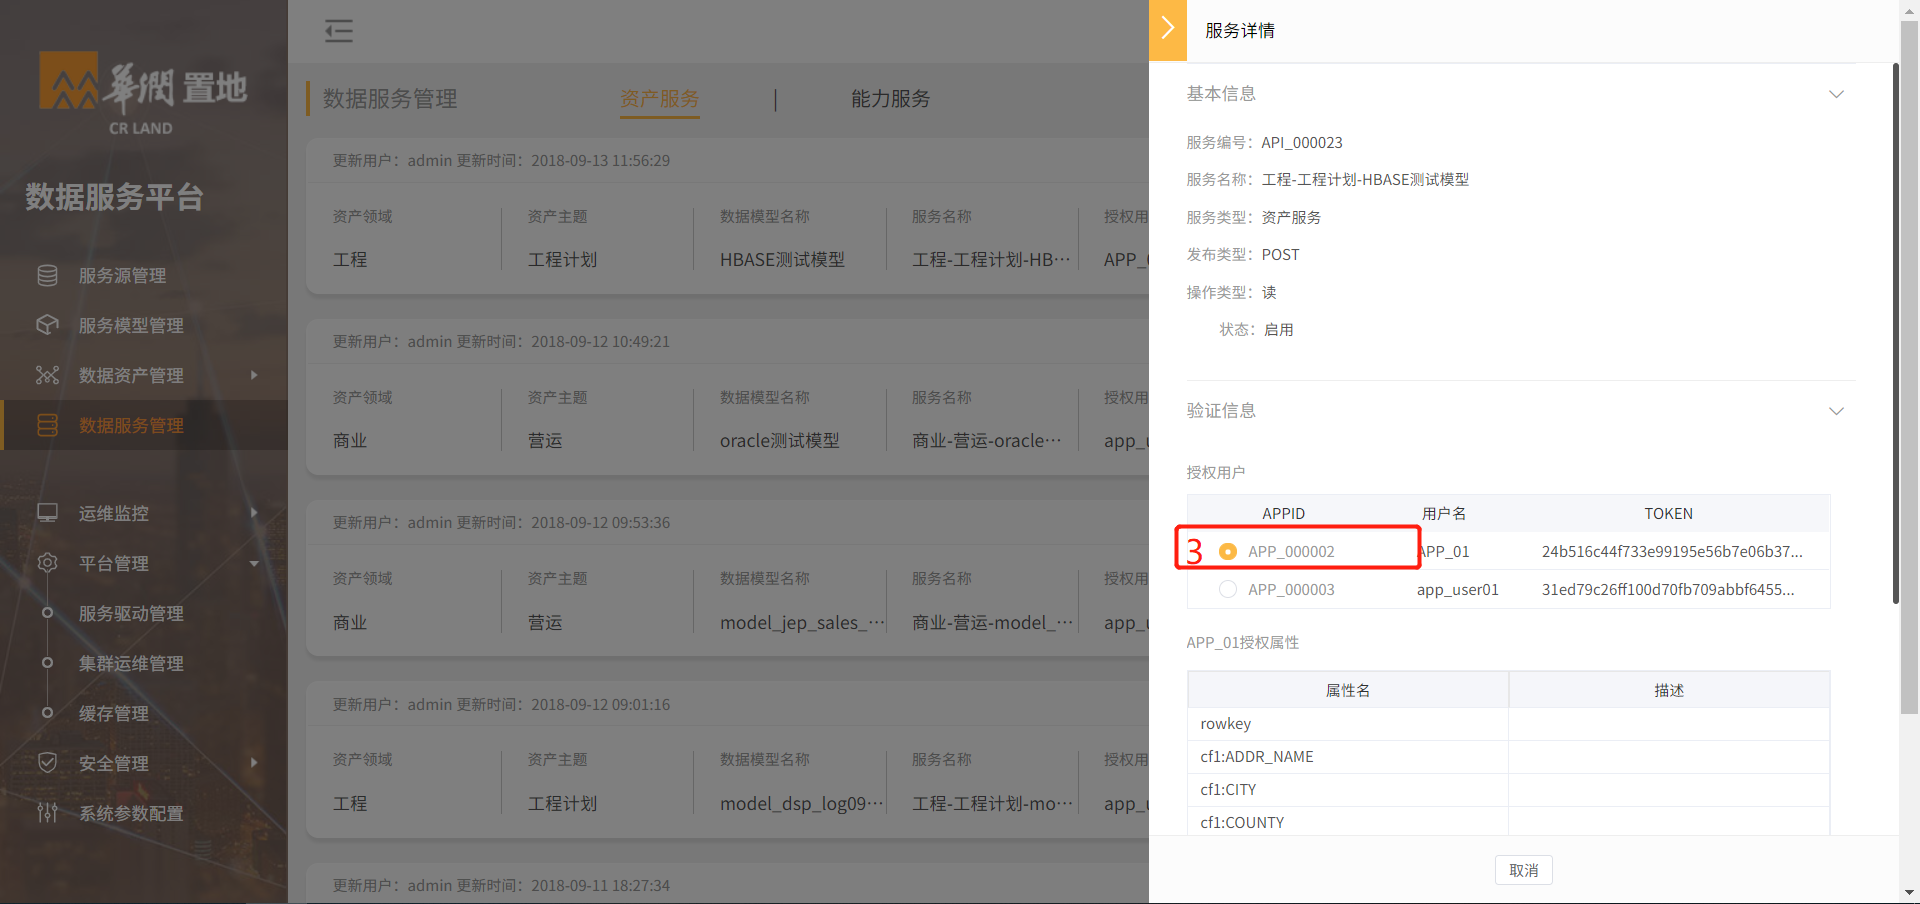 華潤 置地
CR LAND
数据服务平台
服务源管理
服务模型管理
数据资产管理
数据服务管理
运维监控
平台管理
服务驱动管理
集群运维管理
缓存管理
安全管理
系统参数配置
数据服务管理
资产服务
|
能力服务
更新用户：admin 更新时间：2018-09-13 11:56:29
资产领域 资产主题 数据模型名称 服务名称 授权用
工程 工程计划 HBASE测试模型 工程-工程计划-HB··· APP_
更新用户：admin 更新时间：2018-09-12 10:49:21
资产领域 资产主题 数据模型名称 服务名称 授权用
商业 营运 oracle测试模型 商业-营运-oracle··· app_
更新用户：admin 更新时间：2018-09-12 09:53:36
资产领域 资产主题 数据模型名称 服务名称 授权用
商业 营运 model_jep_sales_··· 商业-营运-model_··· app_
更新用户：admin 更新时间：2018-09-12 09:01:16
资产领域 资产主题 数据模型名称 服务名称 授权用
工程 工程计划 model_dsp_log09··· 工程-工程计划-mo··· app_
更新用户：admin 更新时间：2018-09-11 18:27:34
服务详情
基本信息
服务编号：API_000023
服务名称：工程-工程计划-HBASE测试模型
服务类型：资产服务
发布类型：POST
操作类型：读
状态：启用
验证信息
授权用户
APPID 用户名 TOKEN
3 APP_000002 APP_01 24b516c44f733e99195e56b7e06b37...
APP_000003 app_user01 31ed79c26ff100d70fb709abbf6455...
APP_01授权属性
属性名 描述
rowkey
cf1:ADDR_NAME
cf1:CITY
cf1:COUNTY
取消